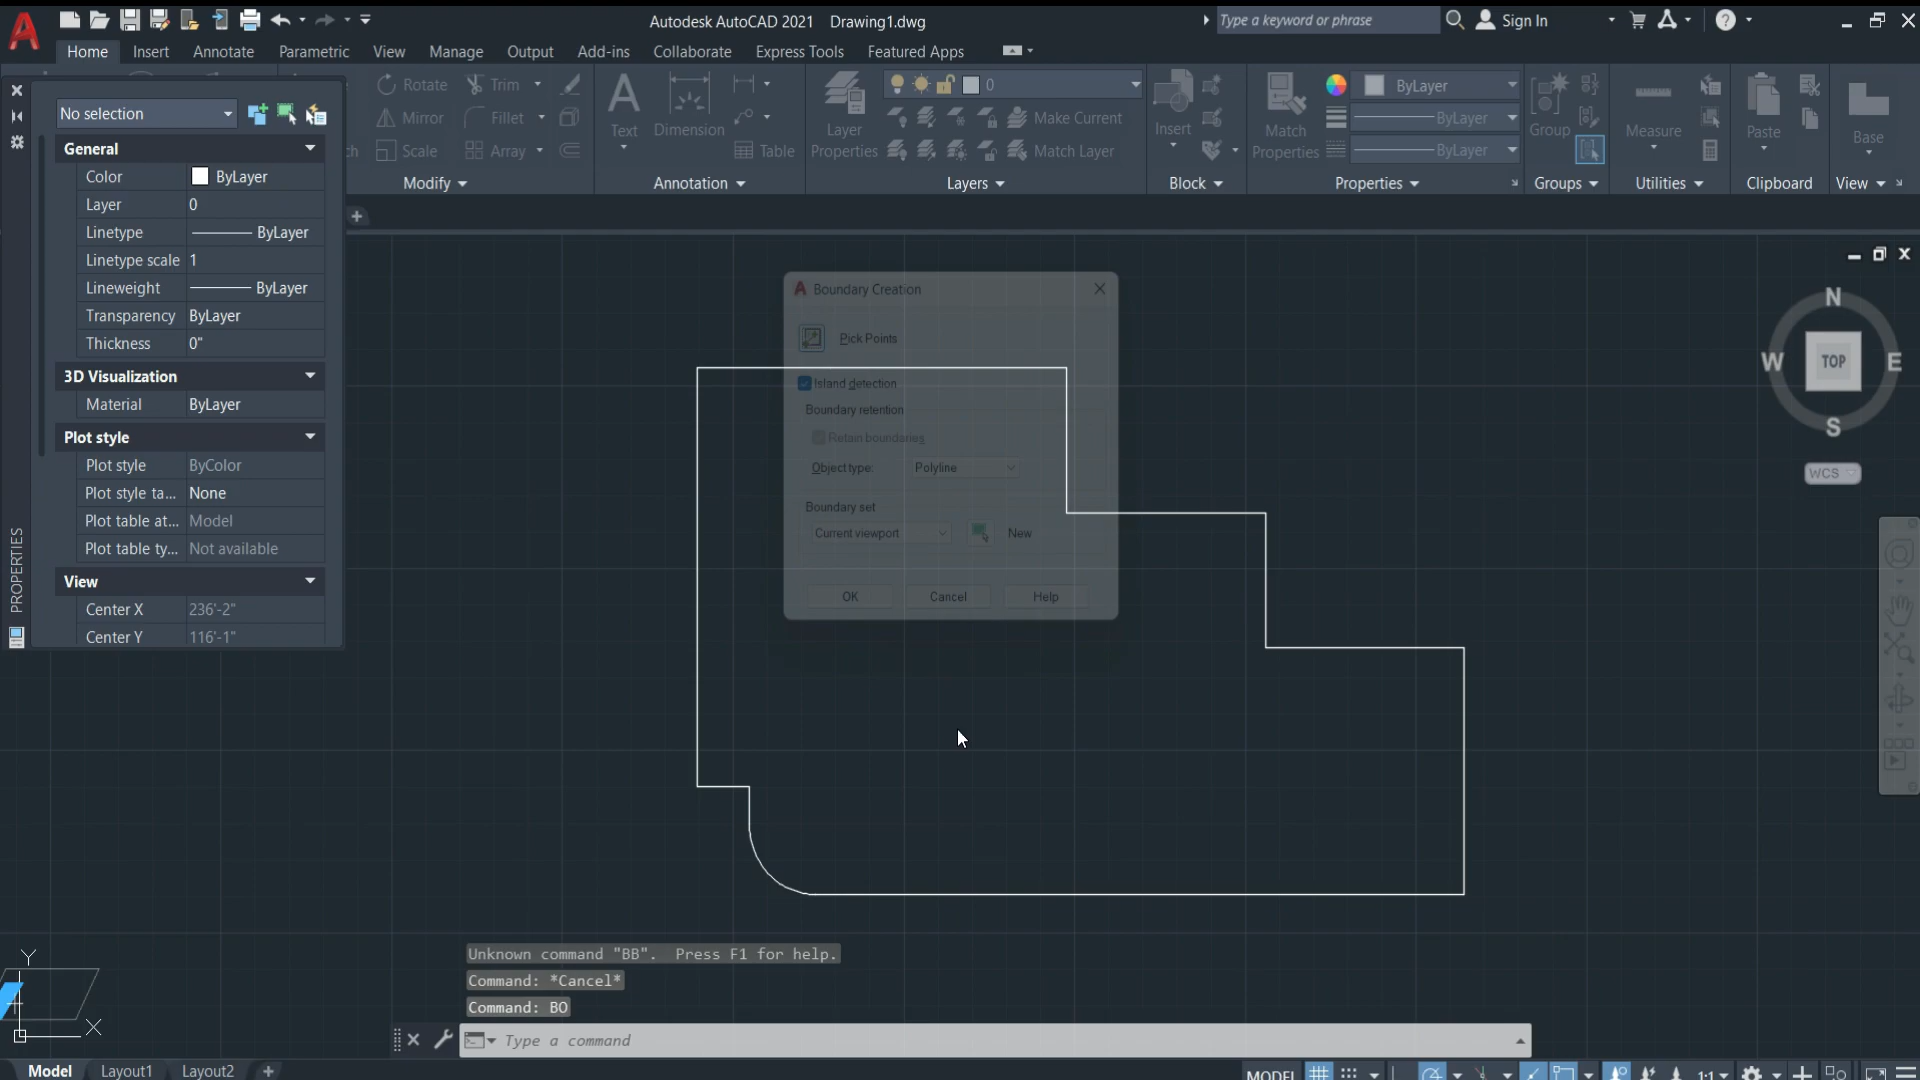 Autodesk AutoCAD 2021 Drawing1.dwg
Type a keyword or phrase
Sign In
Home Insert Annotate Parametric View Manage Output Add-ins Collaborate Express Tools Featured Apps
Rotate Trim
Mirror Fillet
Scale Array
Modify
Text
Dimension
Table
Annotation
Layer
Properties
0
Make Current
Match Layer
Layers
Insert
Block
Match
Properties
ByLayer
ByLayer
ByLayer
Properties
Group
Groups
Measure
Utilities
Paste
Clipboard
Base
View
No selection
General
Color ByLayer
Layer 0
Linetype ByLayer
Linetype scale 1
Lineweight ByLayer
Transparency ByLayer
Thickness 0"
3D Visualization
Material ByLayer
Plot style
Plot style ByColor
Plot style ta... None
Plot table at... Model
Plot table ty... Not available
View
Center X 236'-2"
Center Y 116'-1"
PROPERTIES
Boundary Creation
Pick Points
Island detection
Boundary retention
Retain boundaries
Object type: Polyline
Boundary set
Current viewport New
OK Cancel Help
N
W TOP E
S
WCS
Y
X
Unknown command "BB". Press F1 for help.
Command: *Cancel*
Command: BO
Type a command
Model Layout1 Layout2
MODEL
1:1